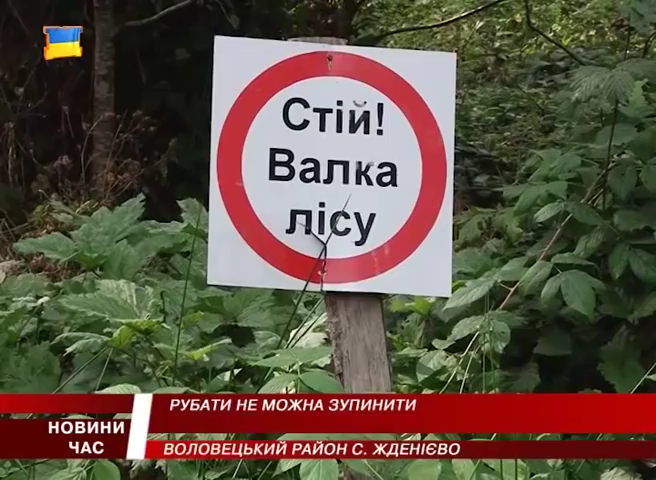 Стій!
Валка
лісу
РУБАТИ НЕ МОЖНА ЗУПИНИТИ
НОВИНИ
ЧАС
ВОЛОВЕЦЬКИЙ РАЙОН С. ЖДЕНІЄВО